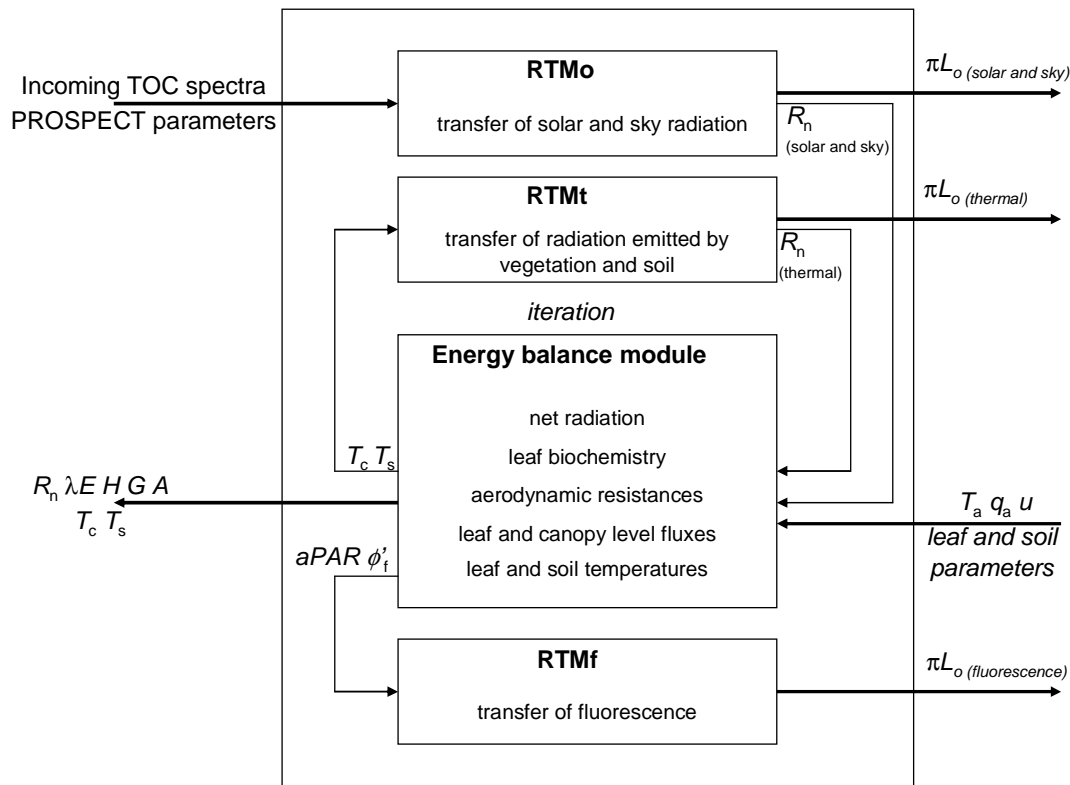 Incoming TOC spectra
PROSPECT parameters
RTMo
transfer of solar and sky radiation
πLo (solar and sky)
Rn
(solar and sky)
RTMt
transfer of radiation emitted by
vegetation and soil
πLo (thermal)
Rn
(thermal)
iteration
Energy balance module
net radiation
leaf biochemistry
aerodynamic resistances
leaf and canopy level fluxes
leaf and soil temperatures
Tc Ts
Rn λE H G A
Tc Ts
aPAR ϕ'f
Ta qa u
leaf and soil
parameters
RTMf
transfer of fluorescence
πLo (fluorescence)